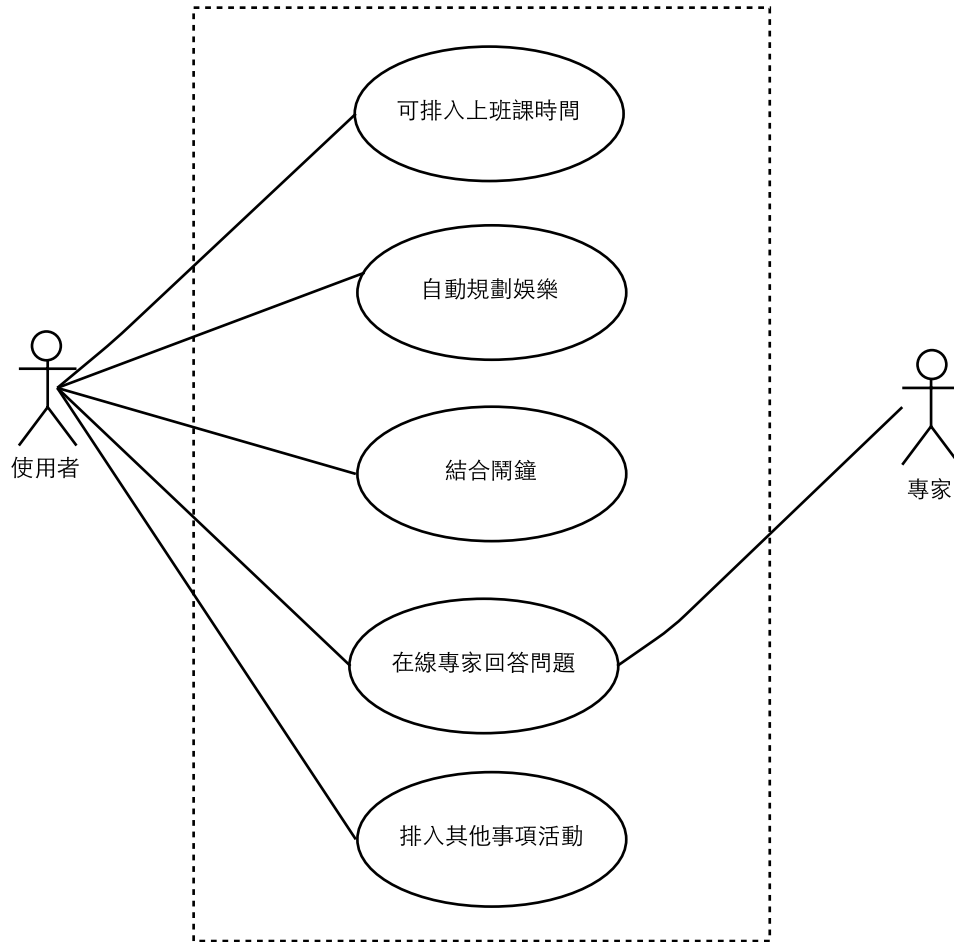 可排入上班課時間
自動規劃娛樂
結合鬧鐘
使用者
專家
在線專家回答問題
排入其他事項活動